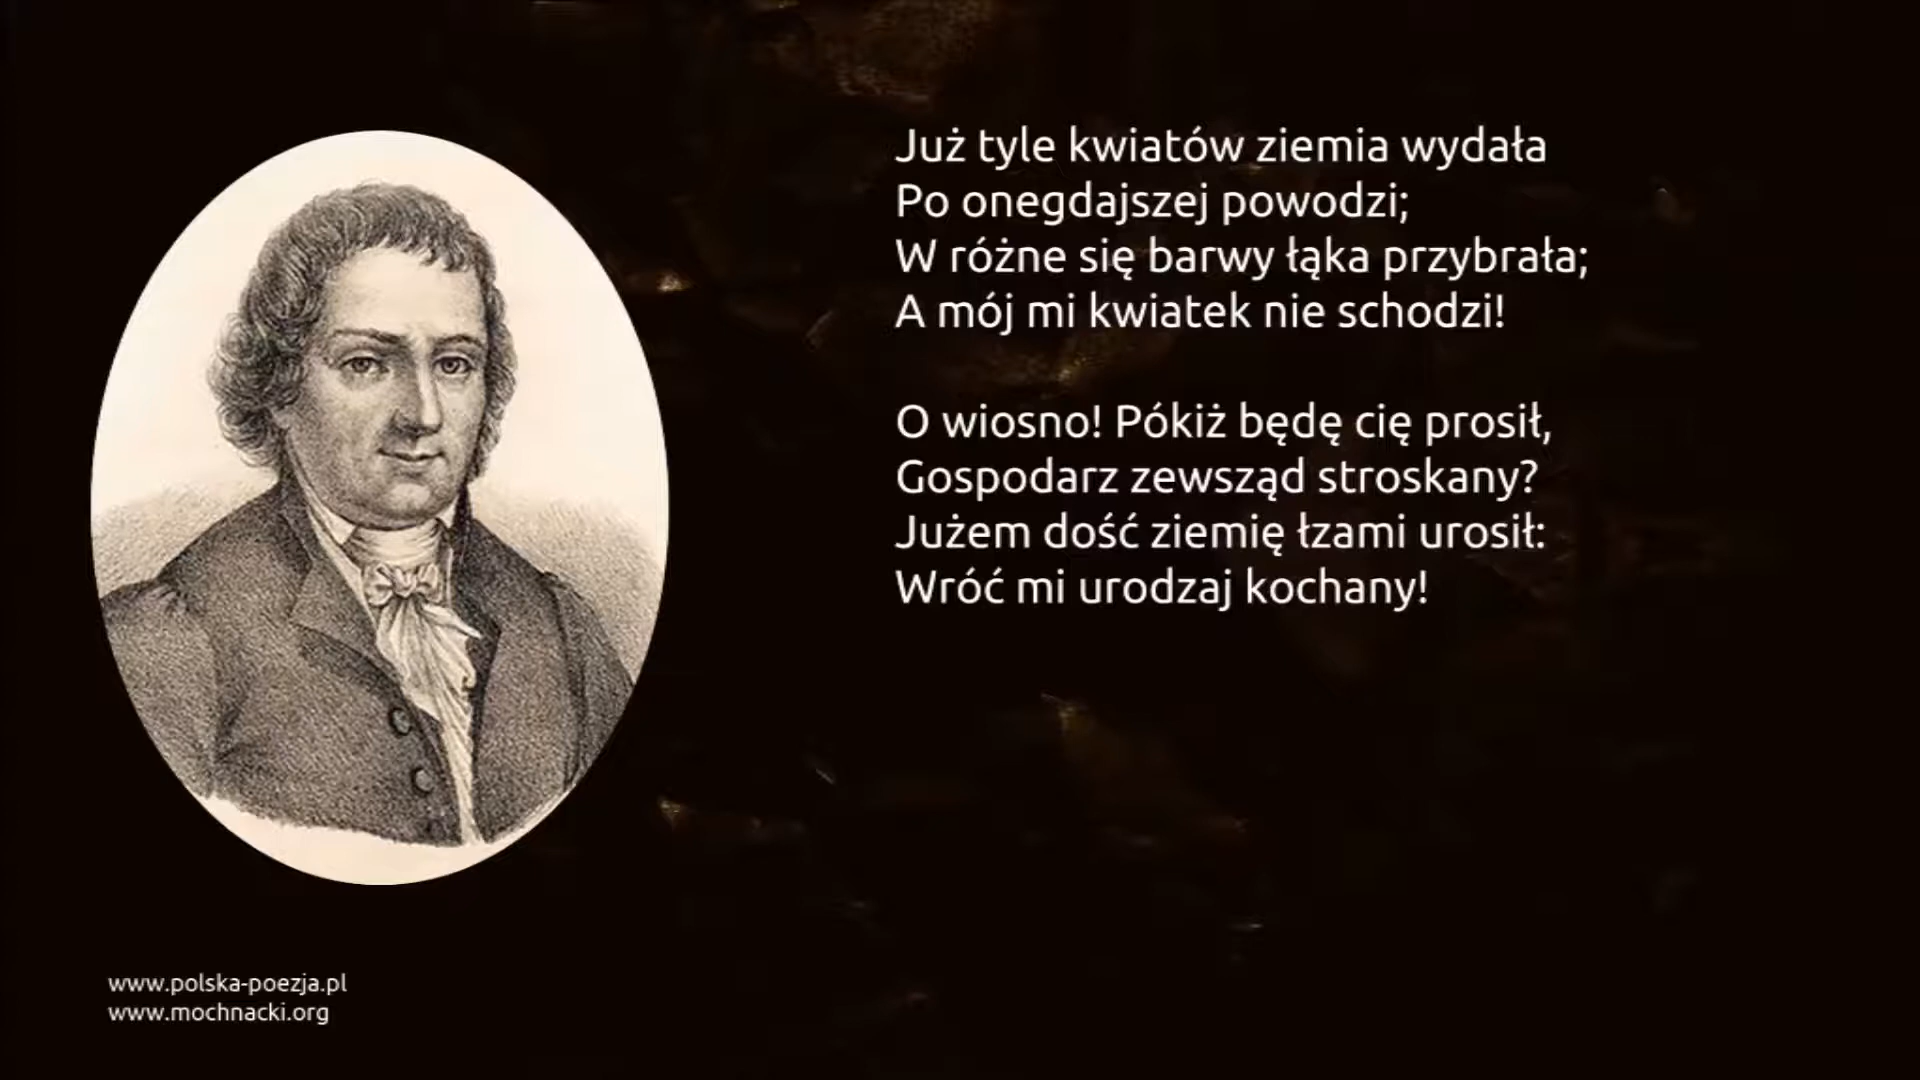 Już tyle kwiatów ziemia wydała
Po onegdajszej powodzi;
W różne się barwy łąka przybrała;
A mój mi kwiatek nie schodzi!
O wiosno! Pókiż będę cię prosił,
Gospodarz zewsząd stroskany?
Jużem dość ziemię łzami urosił:
Wróć mi urodzaj kochany!
www.polska-poezja.pl
www.mochnacki.org